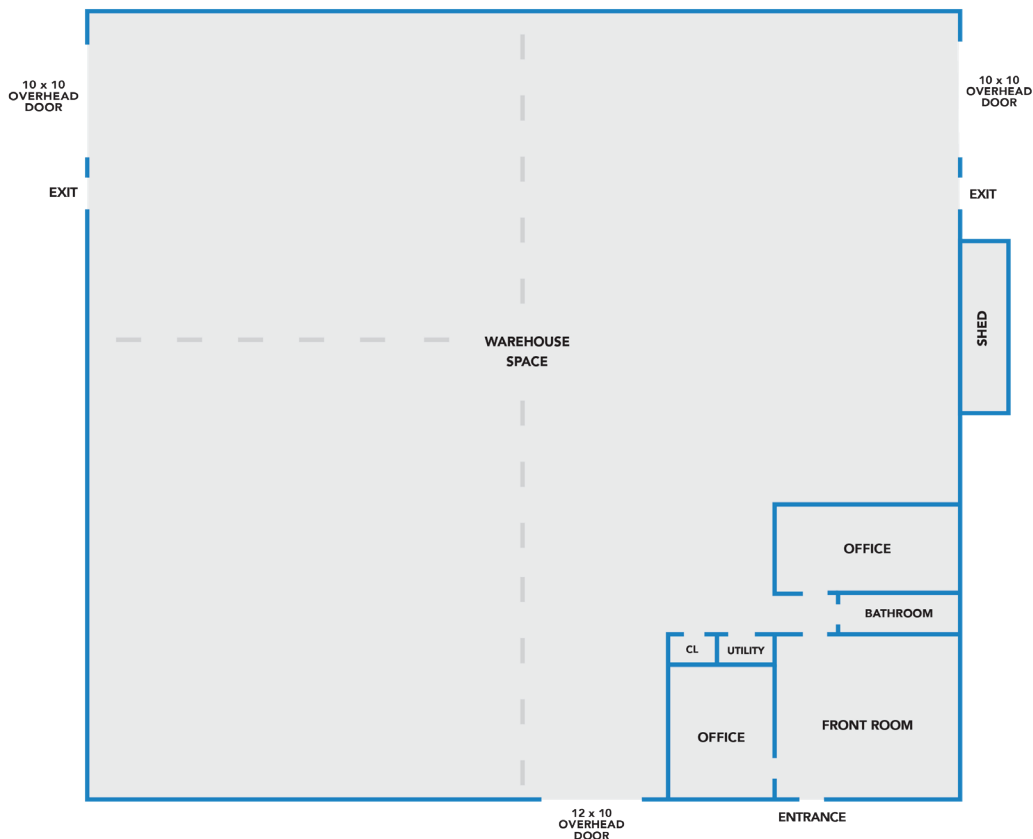 10 x 10
OVERHEAD
DOOR
10 x 10
OVERHEAD
DOOR
EXIT
EXIT
SHED
WAREHOUSE
SPACE
OFFICE
BATHROOM
CL
UTILITY
FRONT ROOM
OFFICE
12 x 10
OVERHEAD
DOOR
ENTRANCE